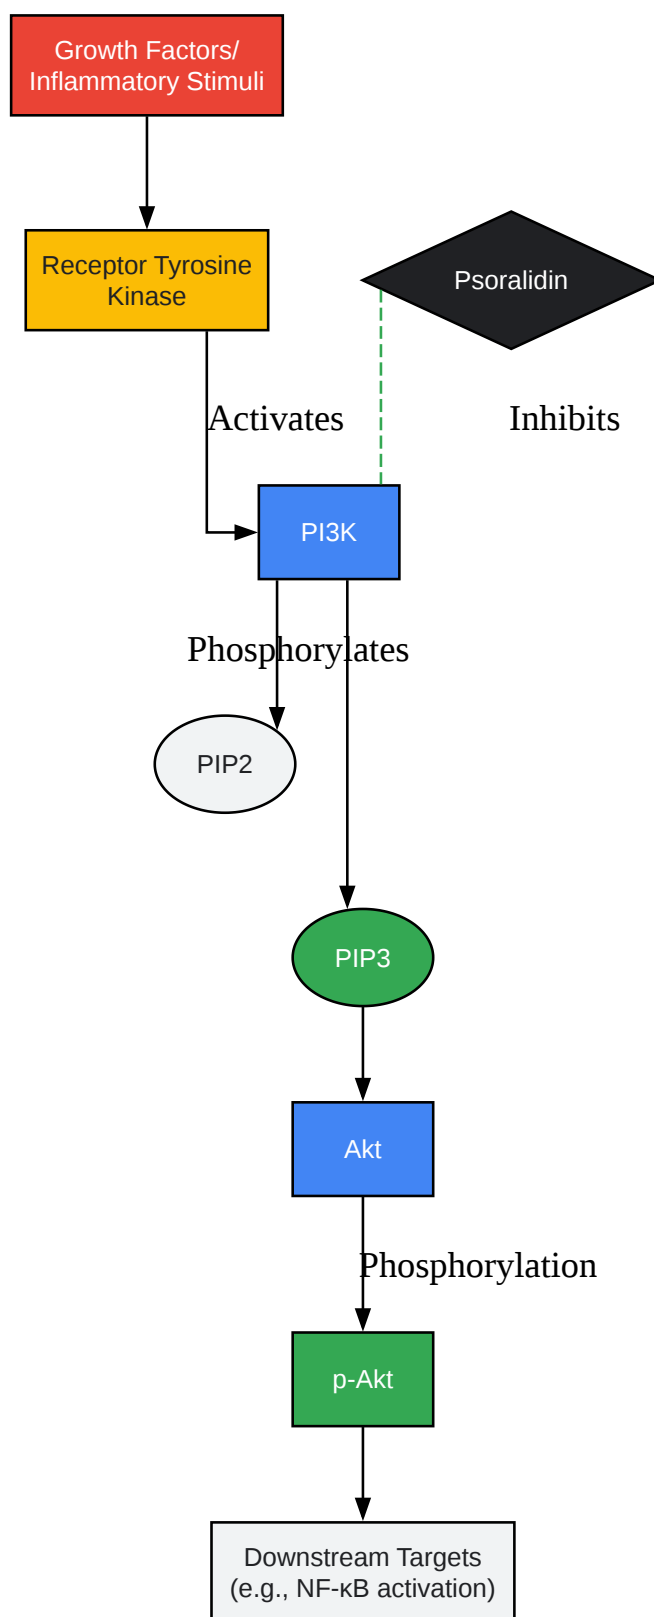 Growth Factors/
Inflammatory Stimuli
Receptor Tyrosine
Kinase
Psoralidin
Activates
Inhibits
PI3K
Phosphorylates
PIP2
PIP3
Akt
Phosphorylation
p-Akt
Downstream Targets
(e.g., NF-κB activation)